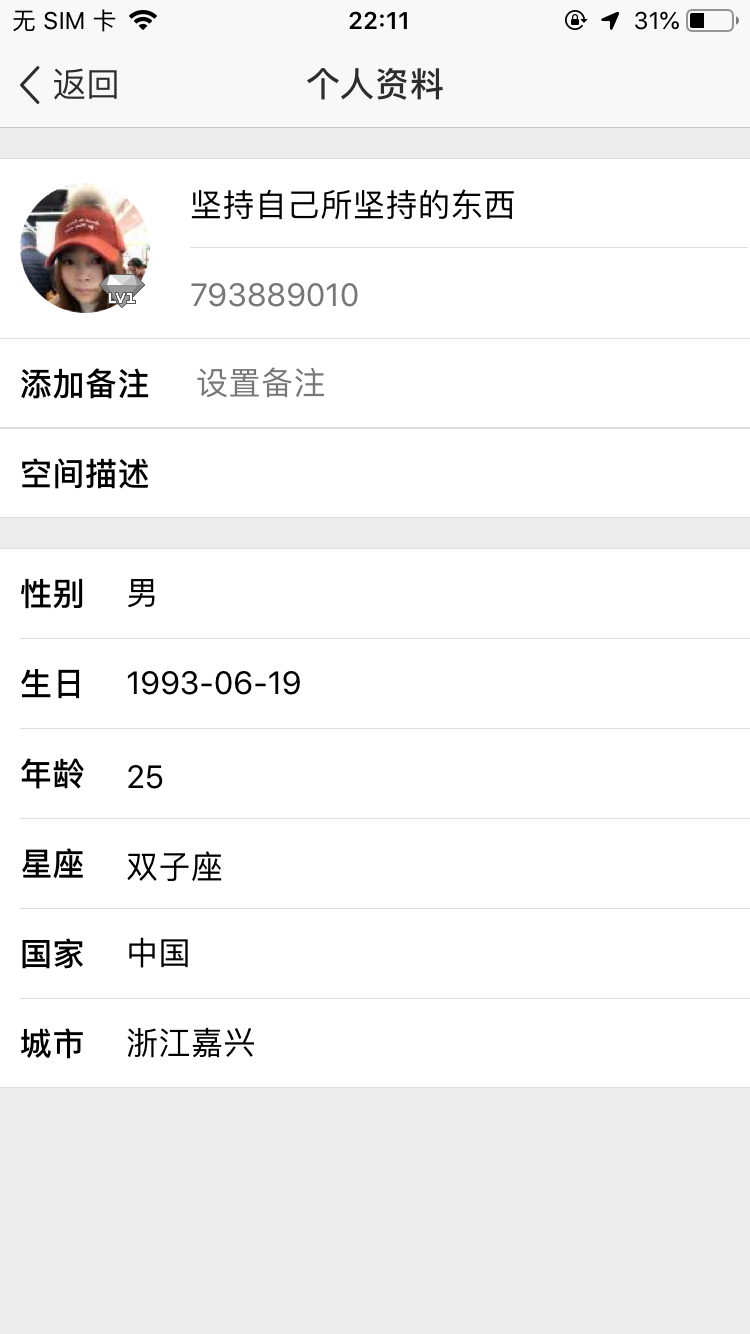 无 SIM 卡 22:11 31%
返回 个人资料
坚持自己所坚持的东西
LV1
793889010
添加备注 设置备注
空间描述
性别 男
生日 1993-06-19
年龄 25
星座 双子座
国家 中国
城市 浙江嘉兴